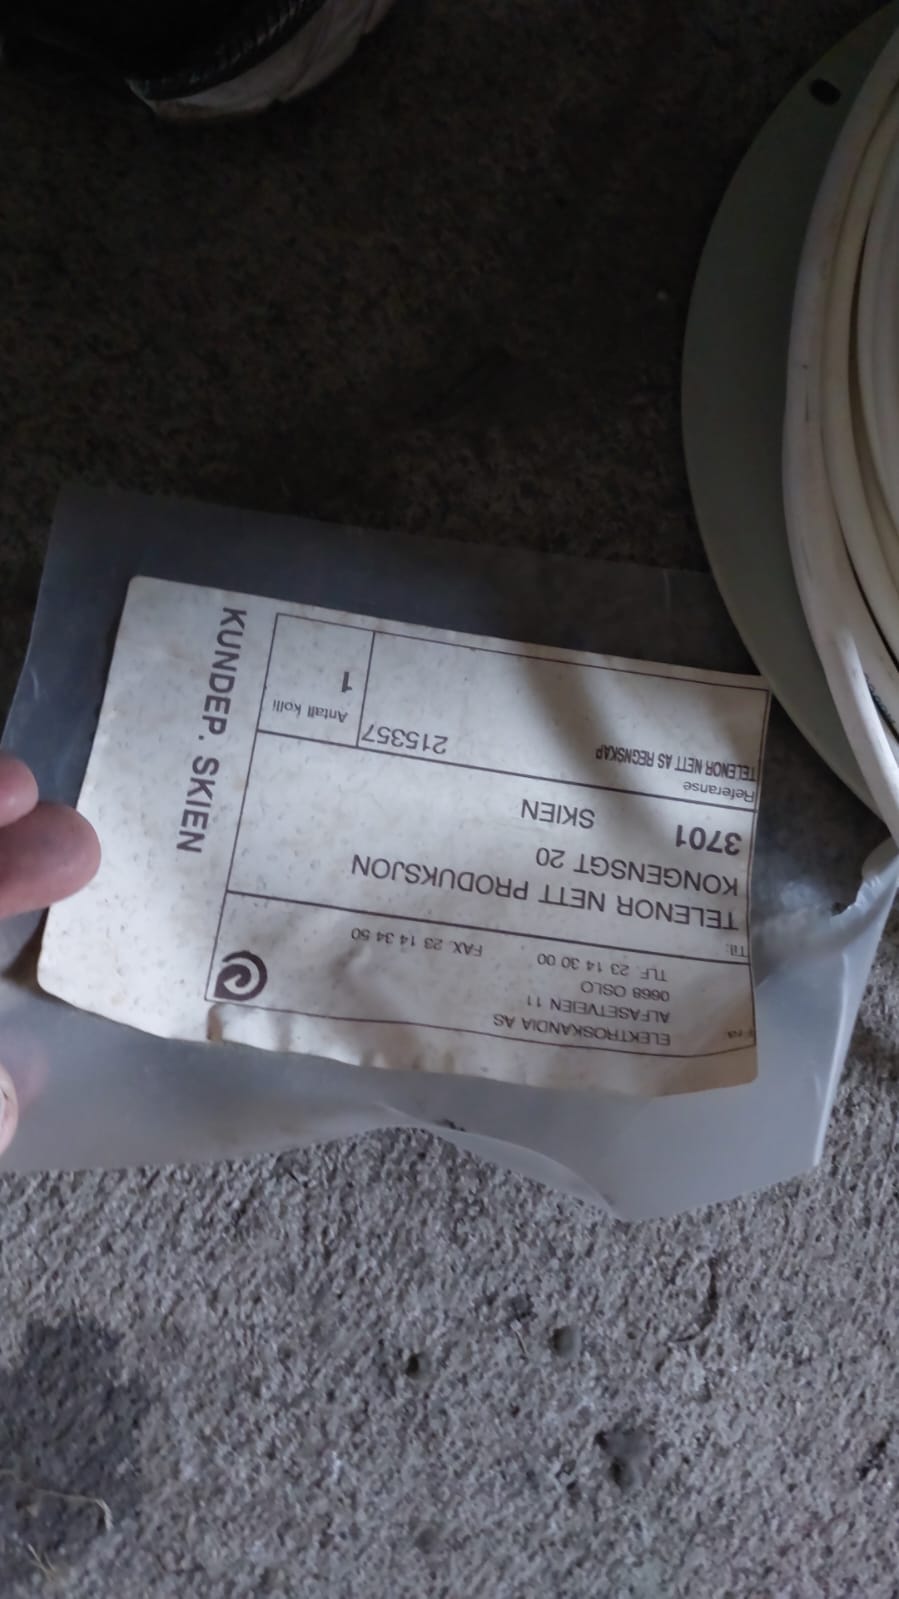 Fra:
ELEKTROSKANDIA AS
ALFASETVEIEN 11
0668 OSLO
TLF. 23 14 30 00 FAX. 23 14 34 50
Til:
TELENOR NETT PRODUKSJON
KONGENSGT 20
3701 SKIEN
Referanse
TELENOR NETT AS REGNSKAP 215357
Antall kolli
1
KUNDEP. SKIEN